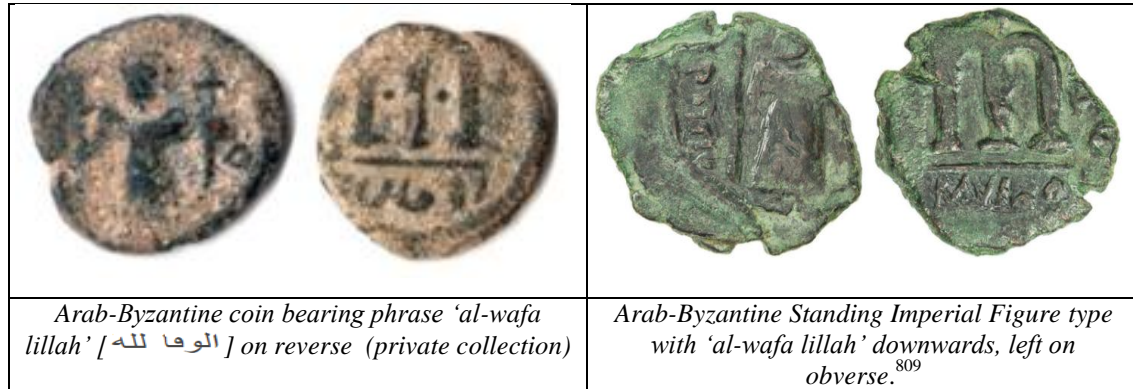 Arab-Byzantine coin bearing phrase ‘al-wafa
lillah’ [الوفا لله] on reverse (private collection)
Arab-Byzantine Standing Imperial Figure type
with ‘al-wafa lillah’ downwards, left on
obverse.809